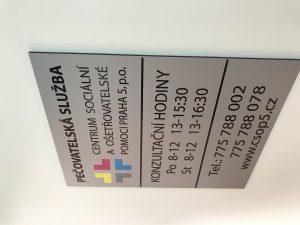 PEČOVATELSKÁ SLUŽBA
CENTRUM SOCIÁLNÍ
A OŠETŘOVATELSKÉ
POMOCI PRAHA 5, p.o.
KONZULTAČNÍ HODINY
Po 8-12 13-15:30
St 8-12 13-16:30
Tel.: 775 788 002
775 788 078
www.csop5.cz